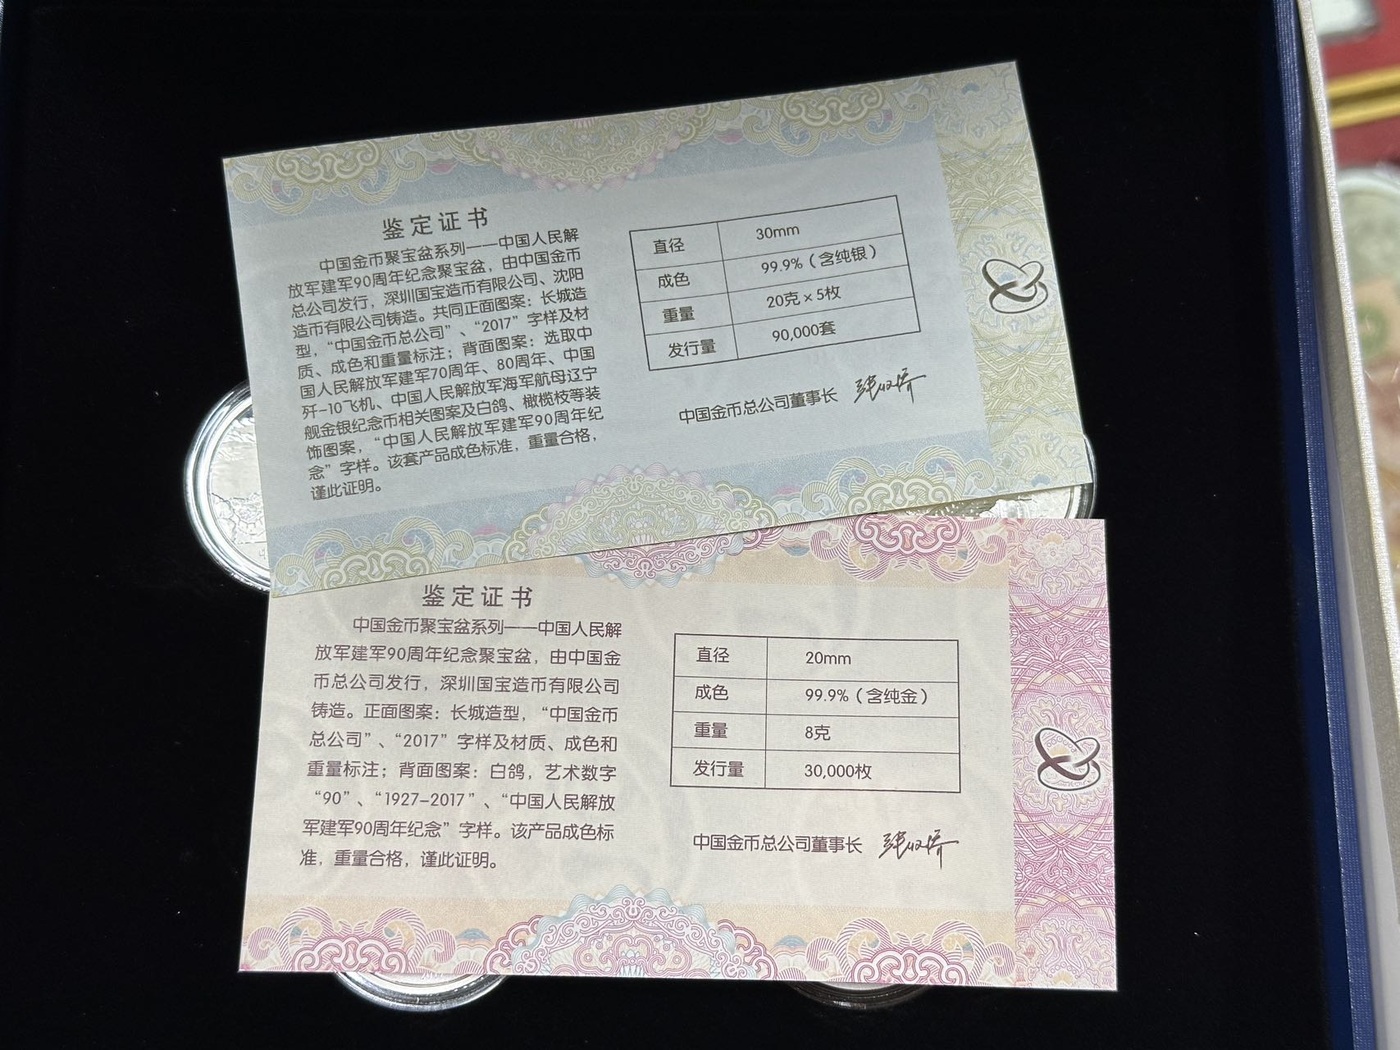 鉴定证书
中国金币聚宝盆系列——中国人民解
放军建军90周年纪念聚宝盆，由中国金币
总公司发行，深圳国宝造币有限公司、沈阳
造币有限公司铸造。共同正面图案：长城造
型，“中国金币总公司”、“2017”字样及材
质、成色和重量标注；背面图案：选取中
国人民解放军建军70周年、80周年、中国
歼-10飞机、中国人民解放军海军航母辽宁
舰金银纪念币相关图案及白鸽、橄榄枝等装
饰图案，“中国人民解放军建军90周年纪
念”字样。该套产品成色标准，重量合格，
谨此证明。
直径 30mm
成色 99.9%（含纯银）
重量 20克×5枚
发行量 90,000套
中国金币总公司董事长
鉴定证书
中国金币聚宝盆系列——中国人民解
放军建军90周年纪念聚宝盆，由中国金
币总公司发行，深圳国宝造币有限公司
铸造。正面图案：长城造型，“中国金币
总公司”、“2017”字样及材质、成色和
重量标注；背面图案：白鸽，艺术数字
“90”、“1927–2017”、“中国人民解放
军建军90周年纪念”字样。该产品成色标
准，重量合格，谨此证明。
直径 20mm
成色 99.9%（含纯金）
重量 8克
发行量 30,000枚
中国金币总公司董事长